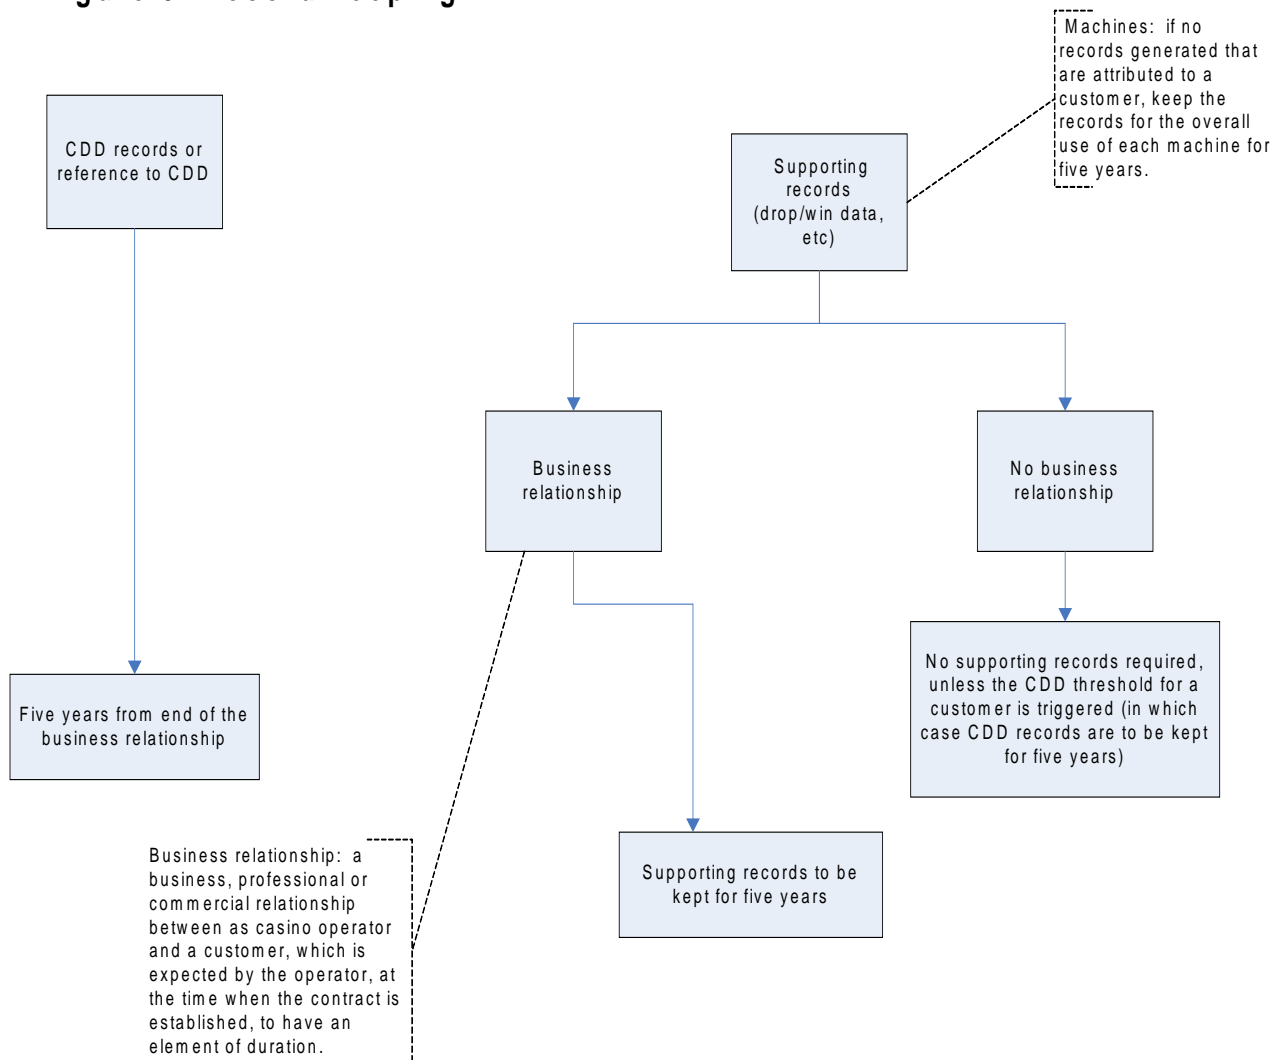 Machines: if no
records generated that
are attributed to a
customer, keep the
records for the overall
use of each machine for
five years.
CDD records or
reference to CDD
Supporting
records
(drop/win data,
etc)
Business
relationship
No business
relationship
No supporting records required,
unless the CDD threshold for a
customer is triggered (in which
case CDD records are to be kept
for five years)
Five years from end of the
business relationship
Supporting records to be
kept for five years
Business relationship: a
business, professional or
commercial relationship
between as casino operator
and a customer, which is
expected by the operator, at
the time when the contract is
established, to have an
element of duration.